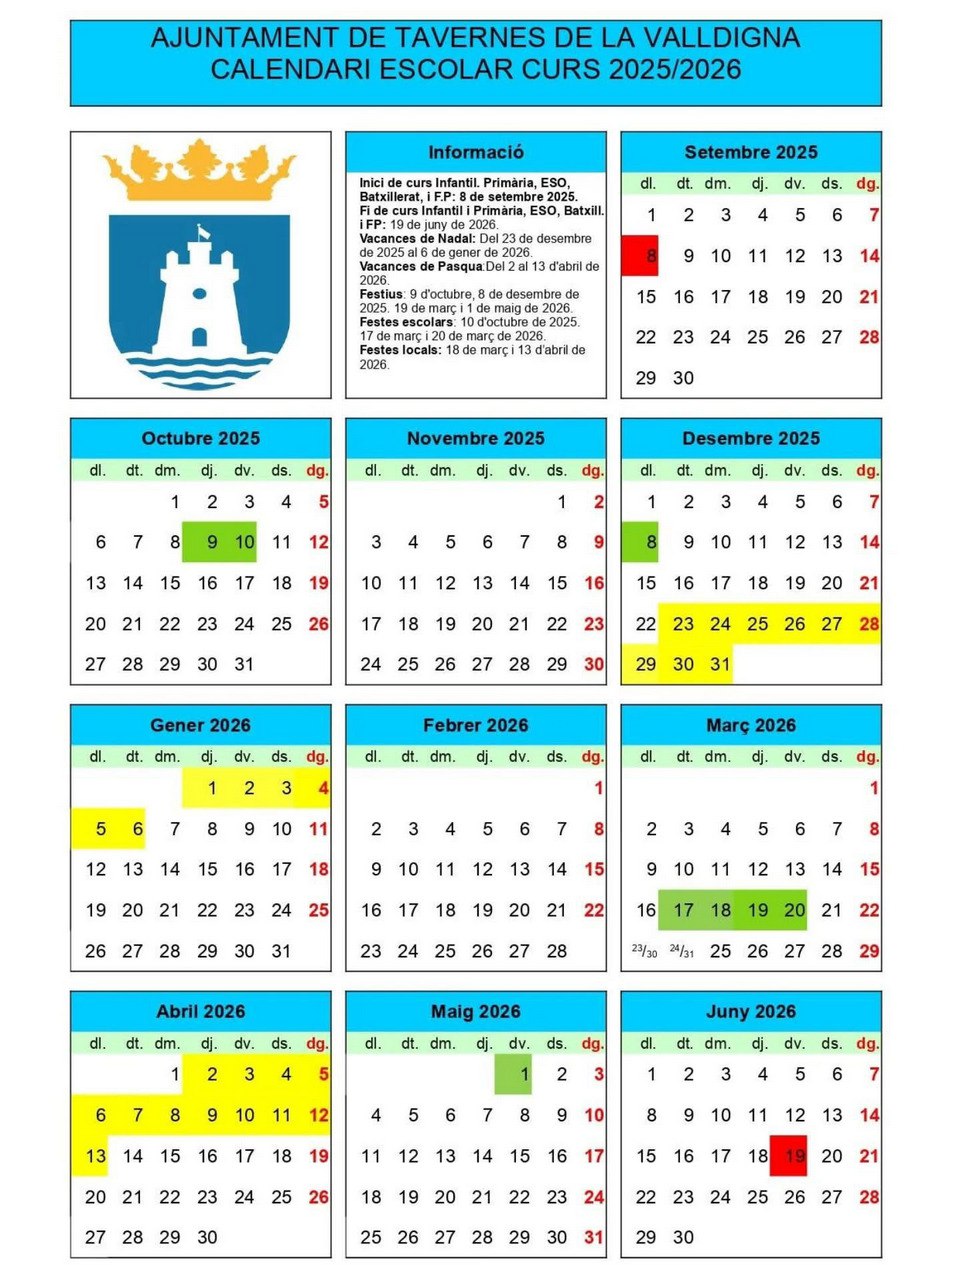 AJUNTAMENT DE TAVERNES DE LA VALLDIGNA
CALENDARI ESCOLAR CURS 2025/2026
Informació
Inici de curs Infantil. Primària, ESO,
Batxillerat, i F.P: 8 de setembre 2025.
Fi de curs Infantil i Primària, ESO, Batxill.
i FP: 19 de juny de 2026.
Vacances de Nadal: Del 23 de desembre
de 2025 al 6 de gener de 2026.
Vacances de Pasqua:Del 2 al 13 d'abril de
2026.
Festius: 9 d'octubre, 8 de desembre de
2025. 19 de març i 1 de maig de 2026.
Festes escolars: 10 d'octubre de 2025.
17 de març i 20 de març de 2026.
Festes locals: 18 de març i 13 d'abril de
2026.
Setembre 2025
dl. dt. dm. dj. dv. ds. dg.
1 2 3 4 5 6 7
8 9 10 11 12 13 14
15 16 17 18 19 20 21
22 23 24 25 26 27 28
29 30
Octubre 2025
dl. dt. dm. dj. dv. ds. dg.
1 2 3 4 5
6 7 8 9 10 11 12
13 14 15 16 17 18 19
20 21 22 23 24 25 26
27 28 29 30 31
Novembre 2025
dl. dt. dm. dj. dv. ds. dg.
1 2
3 4 5 6 7 8 9
10 11 12 13 14 15 16
17 18 19 20 21 22 23
24 25 26 27 28 29 30
Desembre 2025
dl. dt. dm. dj. dv. ds. dg.
1 2 3 4 5 6 7
8 9 10 11 12 13 14
15 16 17 18 19 20 21
22 23 24 25 26 27 28
29 30 31
Gener 2026
dl. dt. dm. dj. dv. ds. dg.
1 2 3 4
5 6 7 8 9 10 11
12 13 14 15 16 17 18
19 20 21 22 23 24 25
26 27 28 29 30 31
Febrer 2026
dl. dt. dm. dj. dv. ds. dg.
1
2 3 4 5 6 7 8
9 10 11 12 13 14 15
16 17 18 19 20 21 22
23 24 25 26 27 28
Març 2026
dl. dt. dm. dj. dv. ds. dg.
1
2 3 4 5 6 7 8
9 10 11 12 13 14 15
16 17 18 19 20 21 22
23/30 24/31 25 26 27 28 29
Abril 2026
dl. dt. dm. dj. dv. ds. dg.
1 2 3 4 5
6 7 8 9 10 11 12
13 14 15 16 17 18 19
20 21 22 23 24 25 26
27 28 29 30
Maig 2026
dl. dt. dm. dj. dv. ds. dg.
1 2 3
4 5 6 7 8 9 10
11 12 13 14 15 16 17
18 19 20 21 22 23 24
25 26 27 28 29 30 31
Juny 2026
dl. dt. dm. dj. dv. ds. dg.
1 2 3 4 5 6 7
8 9 10 11 12 13 14
15 16 17 18 19 20 21
22 23 24 25 26 27 28
29 30